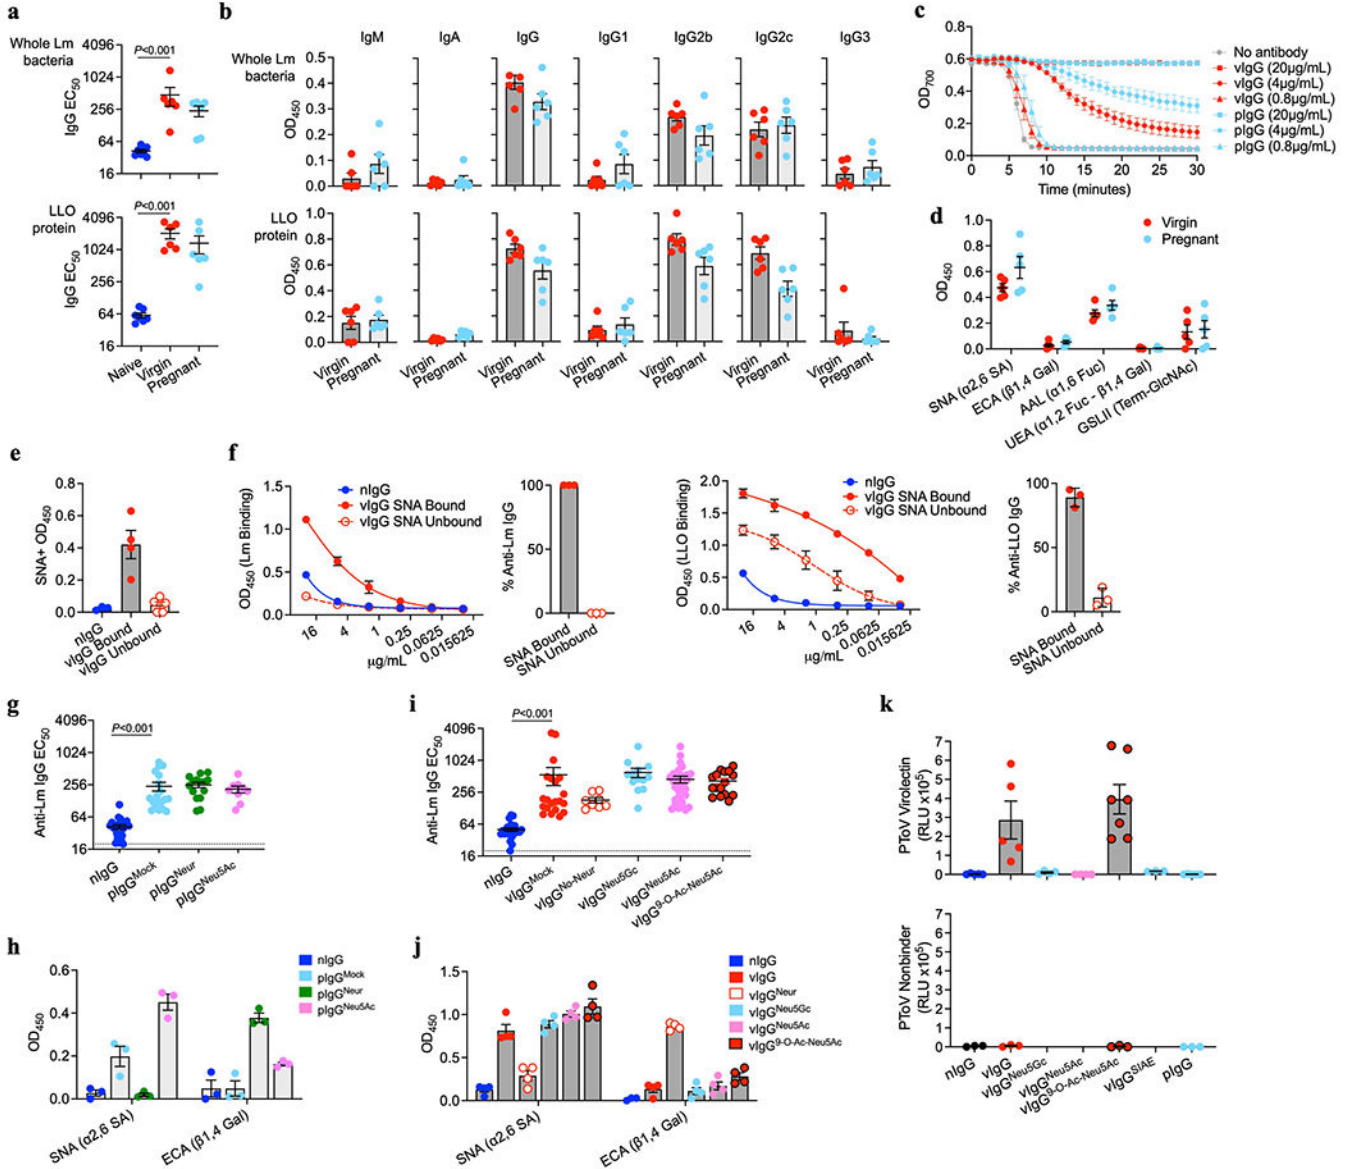 a
Whole Lm
bacteria
IgG EC50
4096
1024
256
64
16
P<0.001
LLO
protein
IgG EC50
4096
1024
256
64
16
P<0.001
Naive
Virgin
Pregnant
b
IgM
IgA
IgG
IgG1
IgG2b
IgG2c
IgG3
Whole Lm
bacteria
OD450
0.5
0.4
0.3
0.2
0.1
0.0
LLO
protein
OD450
1.0
0.8
0.6
0.4
0.2
0.0
Virgin
Pregnant
Virgin
Pregnant
Virgin
Pregnant
Virgin
Pregnant
Virgin
Pregnant
Virgin
Pregnant
Virgin
Pregnant
c
OD700
0.8
0.6
0.4
0.2
0.0
0 5 10 15 20 25 30
Time (minutes)
No antibody
vIgG (20µg/mL)
vIgG (4µg/mL)
vIgG (0.8µg/mL)
pIgG (20µg/mL)
pIgG (4µg/mL)
pIgG (0.8µg/mL)
d
OD450
1.0
0.8
0.6
0.4
0.2
0.0
Virgin
Pregnant
SNA (α2,6 SA)
ECA (β1,4 Gal)
AAL (α1,6 Fuc)
UEA (α1,2 Fuc - β1,4 Gal)
GSLII (Term-GlcNAc)
e
SNA+ OD450
0.8
0.6
0.4
0.2
0.0
nIgG
vIgG Bound
vIgG Unbound
f
OD450 (Lm Binding)
1.5
1.0
0.5
0.0
nIgG
vIgG SNA Bound
vIgG SNA Unbound
16
4
1
0.25
0.0625
0.015625
µg/mL
% Anti-Lm IgG
100
50
0
SNA Bound
SNA Unbound
OD450 (LLO Binding)
2.0
1.5
1.0
0.5
0.0
nIgG
vIgG SNA Bound
vIgG SNA Unbound
16
4
1
0.25
0.0625
0.015625
µg/mL
% Anti-LLO IgG
100
50
0
SNA Bound
SNA Unbound
g
Anti-Lm IgG EC50
4096
1024
256
64
16
P<0.001
nIgG
pIgGMock
pIgGNeur
pIgGNeu5Ac
i
Anti-Lm IgG EC50
4096
1024
256
64
16
P<0.001
nIgG
vIgGMock
vIgGNo-Neur
vIgGNeu5Gc
vIgGNeu5Ac
vIgG9-O-Ac-Neu5Ac
k
PToV Virolectin
(RLU x10⁵)
7
6
5
4
3
2
1
0
PToV Nonbinder
(RLU x10⁵)
7
6
5
4
3
2
1
0
nIgG
vIgG
vIgGNeu5Gc
vIgGNeu5Ac
vIgG9-O-Ac-Neu5Ac
vIgGSIAE
pIgG
h
OD450
0.6
0.4
0.2
0.0
nIgG
pIgGMock
pIgGNeur
pIgGNeu5Ac
SNA (α2,6 SA)
ECA (β1,4 Gal)
j
OD450
1.5
1.0
0.5
0.0
nIgG
vIgG
vIgGNeur
vIgGNeu5Gc
vIgGNeu5Ac
vIgG9-O-Ac-Neu5Ac
SNA (α2,6 SA)
ECA (β1,4 Gal)